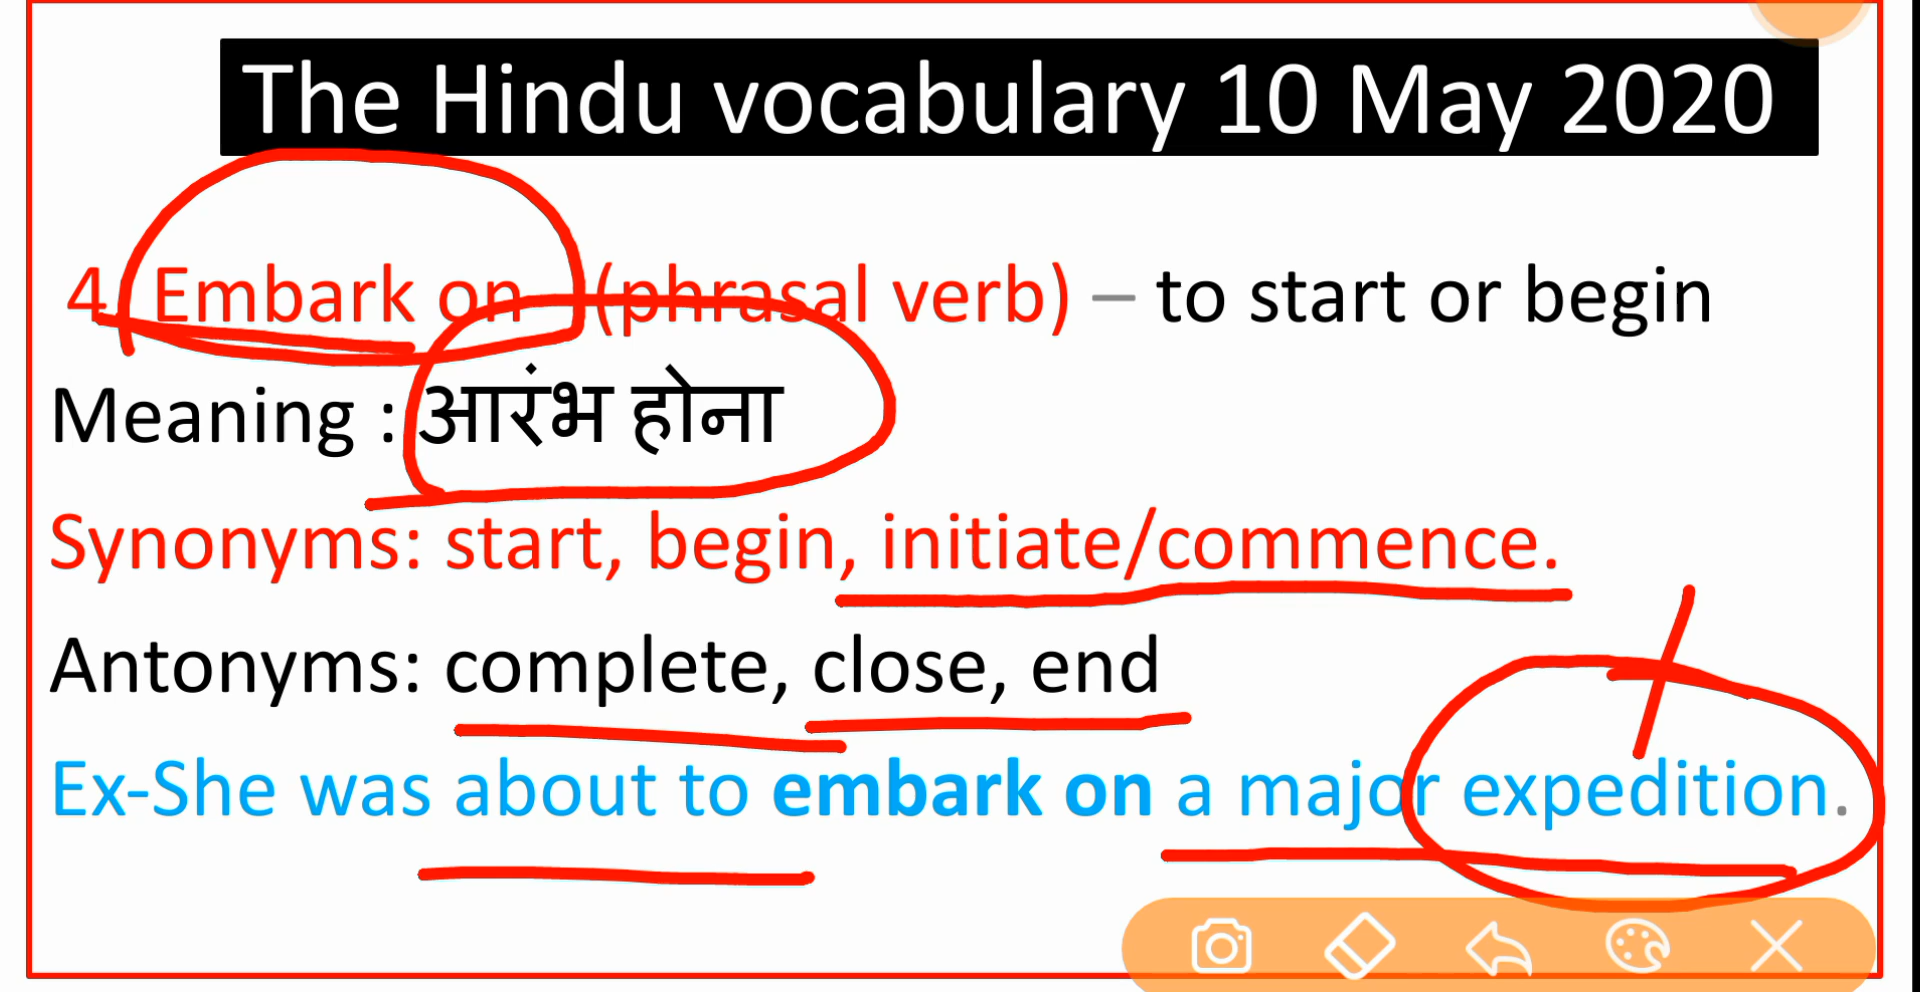 The Hindu vocabulary 10 May 2020
4. Embark on (phrasal verb) – to start or begin
Meaning : आरंभ होना
Synonyms: start, begin, initiate/commence.
Antonyms: complete, close, end
Ex-She was about to embark on a major expedition.